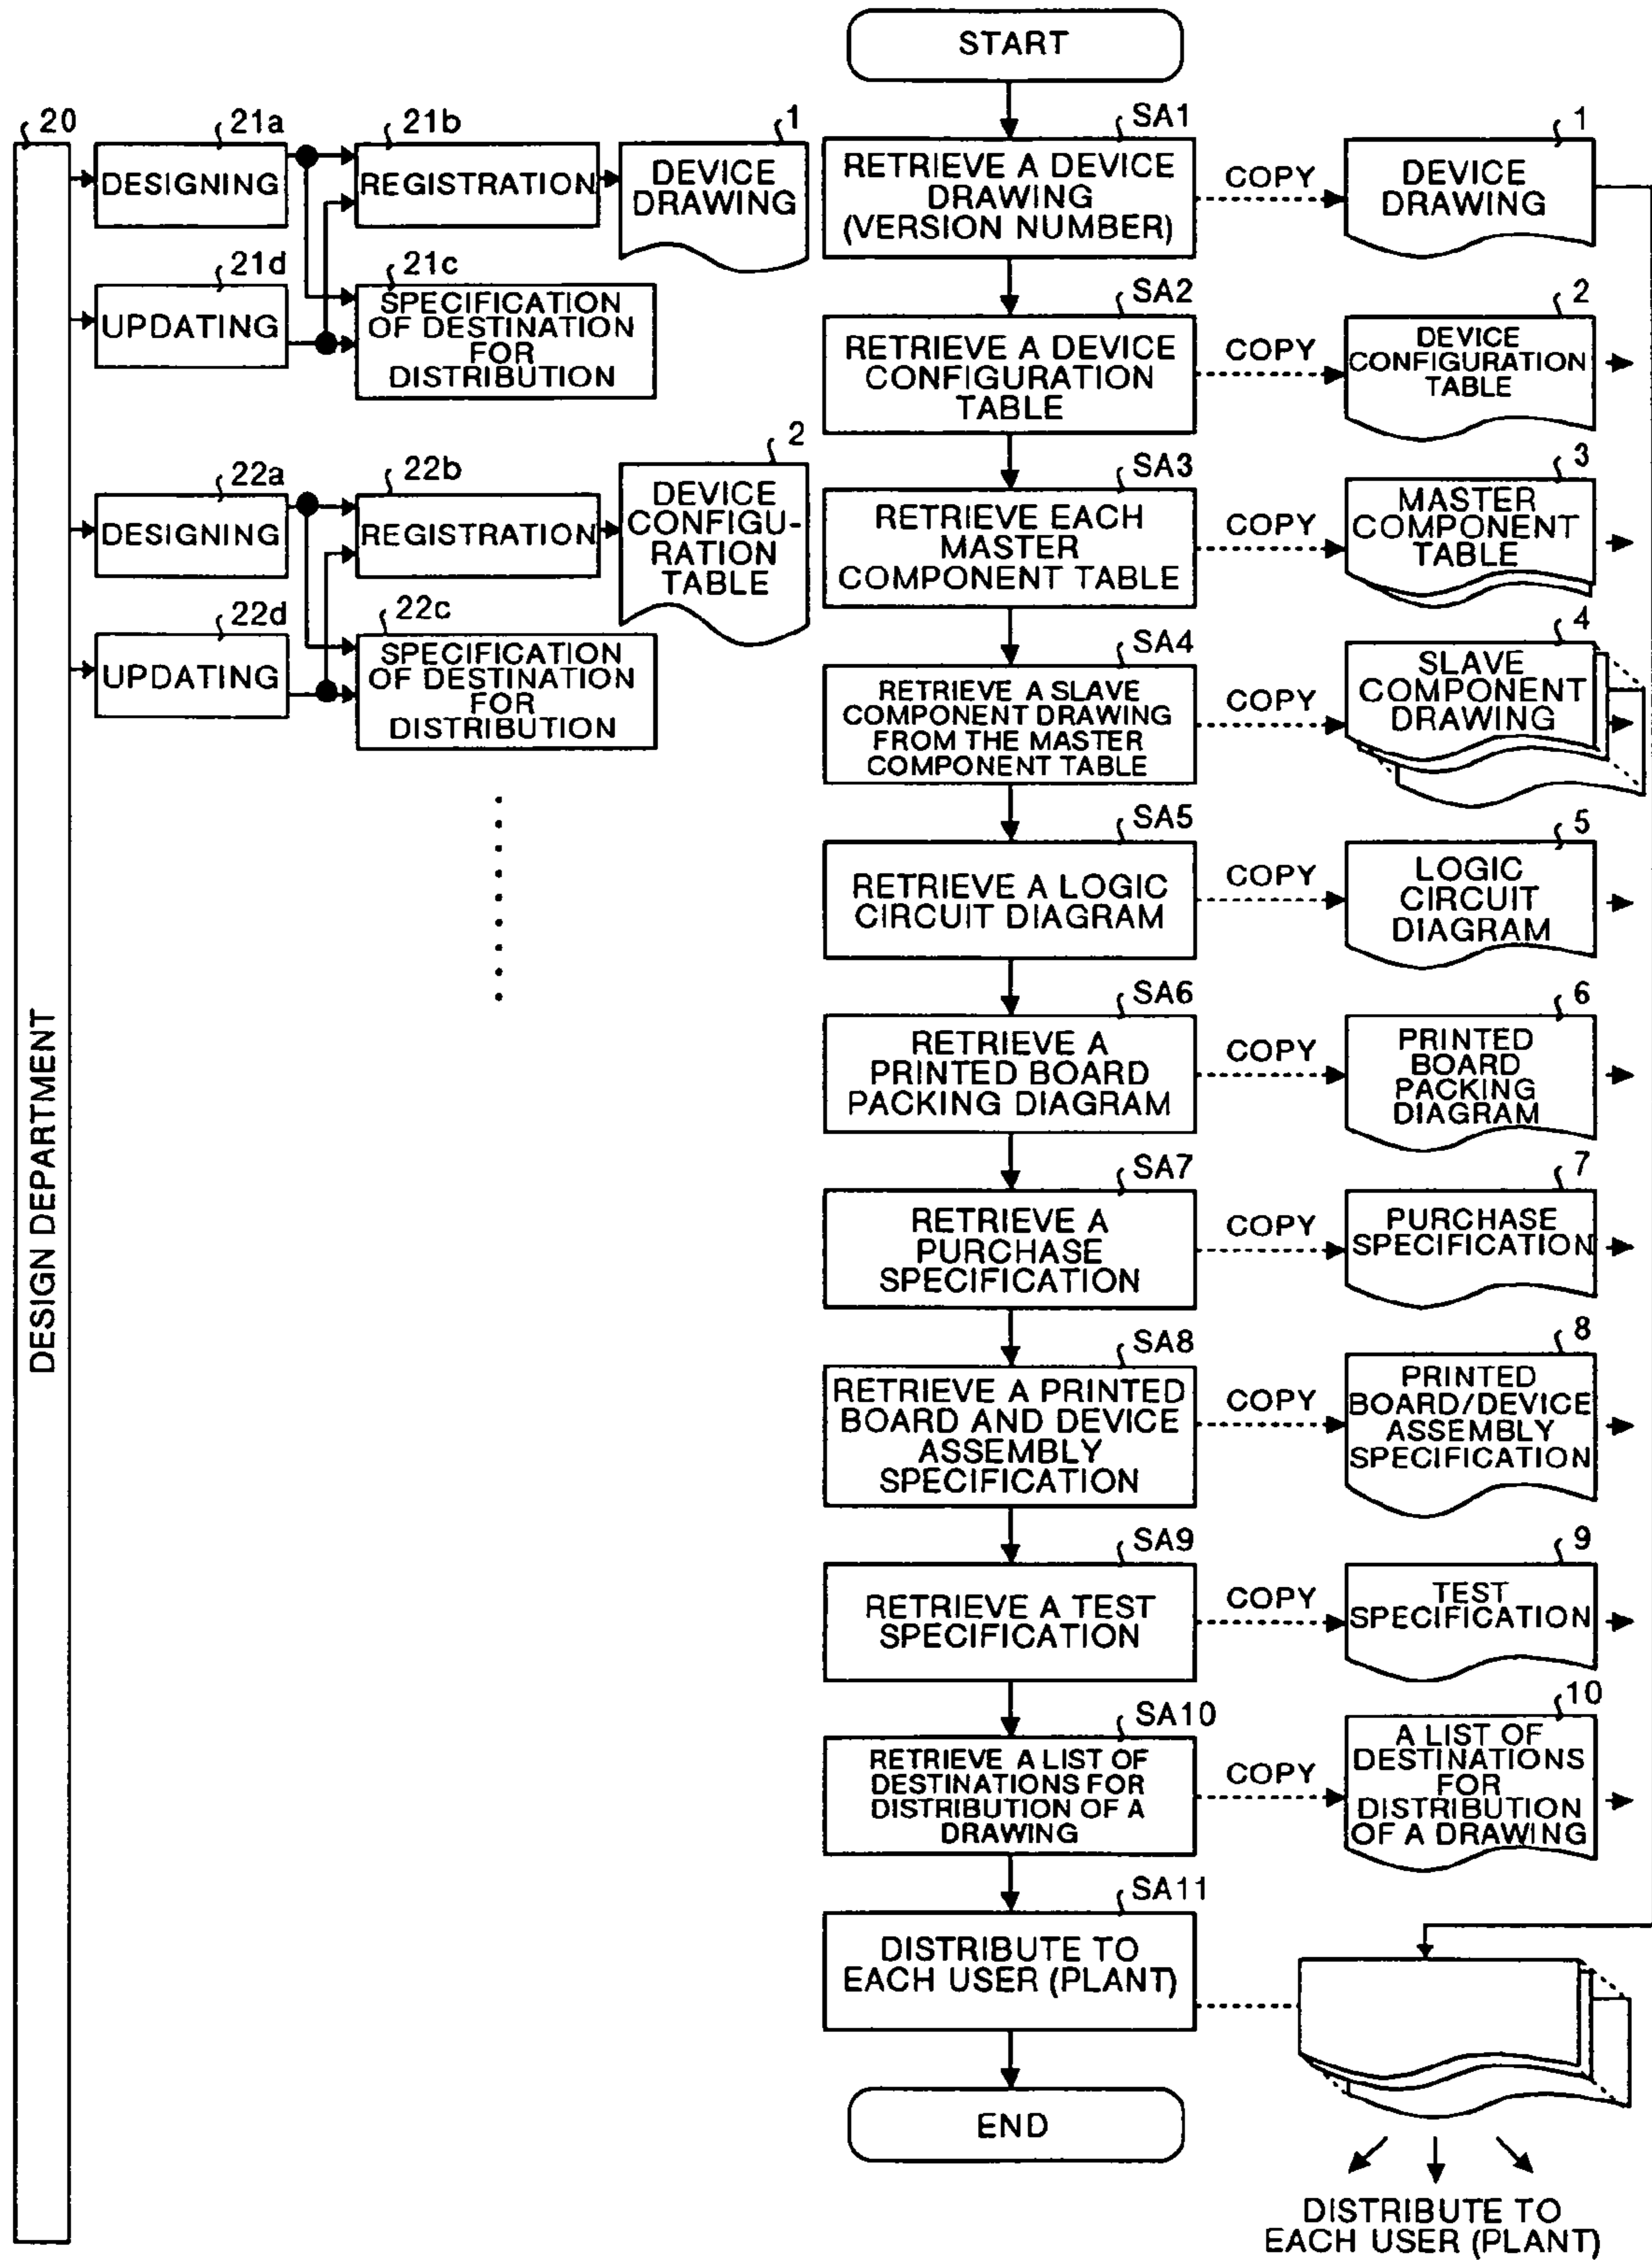 START
20
21a
21b
1
DESIGNING
REGISTRATION
DEVICE
DRAWING
21d
21c
UPDATING
SPECIFICATION
OF DESTINATION
FOR
DISTRIBUTION
22a
22b
2
DESIGNING
REGISTRATION
DEVICE
CONFIGU-
RATION
TABLE
22d
22c
UPDATING
SPECIFICATION
OF DESTINATION
FOR
DISTRIBUTION
DESIGN DEPARTMENT
SA1
RETRIEVE A DEVICE
DRAWING
(VERSION NUMBER)
COPY
1
DEVICE
DRAWING
SA2
RETRIEVE A DEVICE
CONFIGURATION
TABLE
COPY
2
DEVICE
CONFIGURATION
TABLE
SA3
RETRIEVE EACH
MASTER
COMPONENT TABLE
COPY
3
MASTER
COMPONENT
TABLE
SA4
RETRIEVE A SLAVE
COMPONENT DRAWING
FROM THE MASTER
COMPONENT TABLE
COPY
4
SLAVE
COMPONENT
DRAWING
SA5
RETRIEVE A LOGIC
CIRCUIT DIAGRAM
COPY
5
LOGIC
CIRCUIT
DIAGRAM
SA6
RETRIEVE A
PRINTED BOARD
PACKING DIAGRAM
COPY
6
PRINTED
BOARD
PACKING
DIAGRAM
SA7
RETRIEVE A
PURCHASE
SPECIFICATION
COPY
7
PURCHASE
SPECIFICATION
SA8
RETRIEVE A PRINTED
BOARD AND DEVICE
ASSEMBLY
SPECIFICATION
COPY
8
PRINTED
BOARD/DEVICE
ASSEMBLY
SPECIFICATION
SA9
RETRIEVE A TEST
SPECIFICATION
COPY
9
TEST
SPECIFICATION
SA10
RETRIEVE A LIST OF
DESTINATIONS FOR
DISTRIBUTION OF A
DRAWING
COPY
10
A LIST OF
DESTINATIONS
FOR
DISTRIBUTION
OF A DRAWING
SA11
DISTRIBUTE TO
EACH USER (PLANT)
END
DISTRIBUTE TO
EACH USER (PLANT)